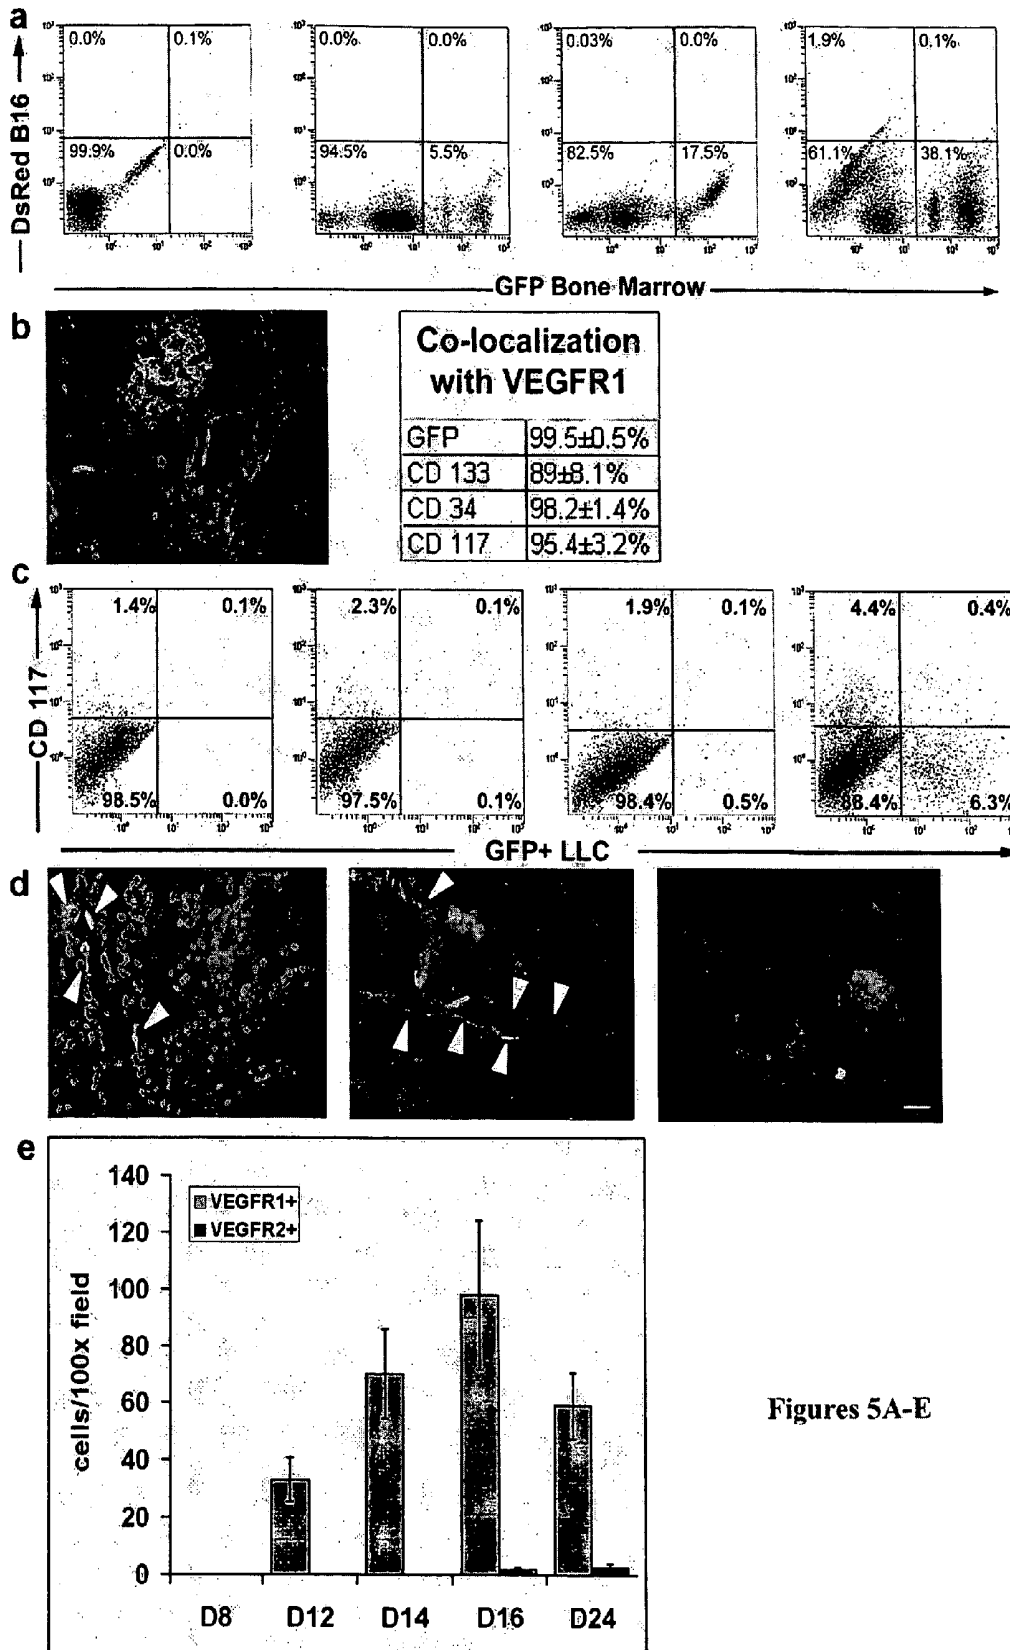 a
DsRed B16
0.0% 0.1%
99.9% 0.0%
0.0% 0.0%
94.5% 5.5%
0.03% 0.0%
82.5% 17.5%
1.9% 0.1%
61.1% 38.1%
GFP Bone Marrow
b
Co-localization
with VEGFR1
GFP 99.5±0.5%
CD 133 89±8.1%
CD 34 98.2±1.4%
CD 117 95.4±3.2%
c
CD 117
1.4% 0.1%
98.5% 0.0%
2.3% 0.1%
97.5% 0.1%
1.9% 0.1%
98.4% 0.5%
4.4% 0.4%
88.4% 6.3%
GFP+ LLC
d
e
cells/100x field
140
120
100
80
60
40
20
0
VEGFR1+
VEGFR2+
D8 D12 D14 D16 D24
Figures 5A-E